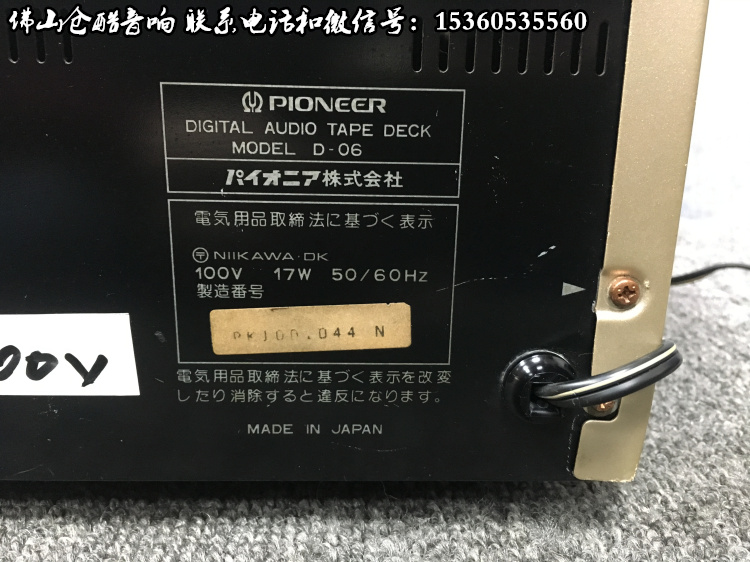 佛山仓酷音响 联系电话和微信号：15360535560
PIONEER
DIGITAL AUDIO TAPE DECK
MODEL D-06
パイオニア株式会社
電気用品取締法に基づく表示
〒 NIIKAWA・DK
100V 17W 50/60Hz
製造番号
044 N
00V
電気用品取締法に基づく表示を改変
したり消除すると違反になります。
MADE IN JAPAN